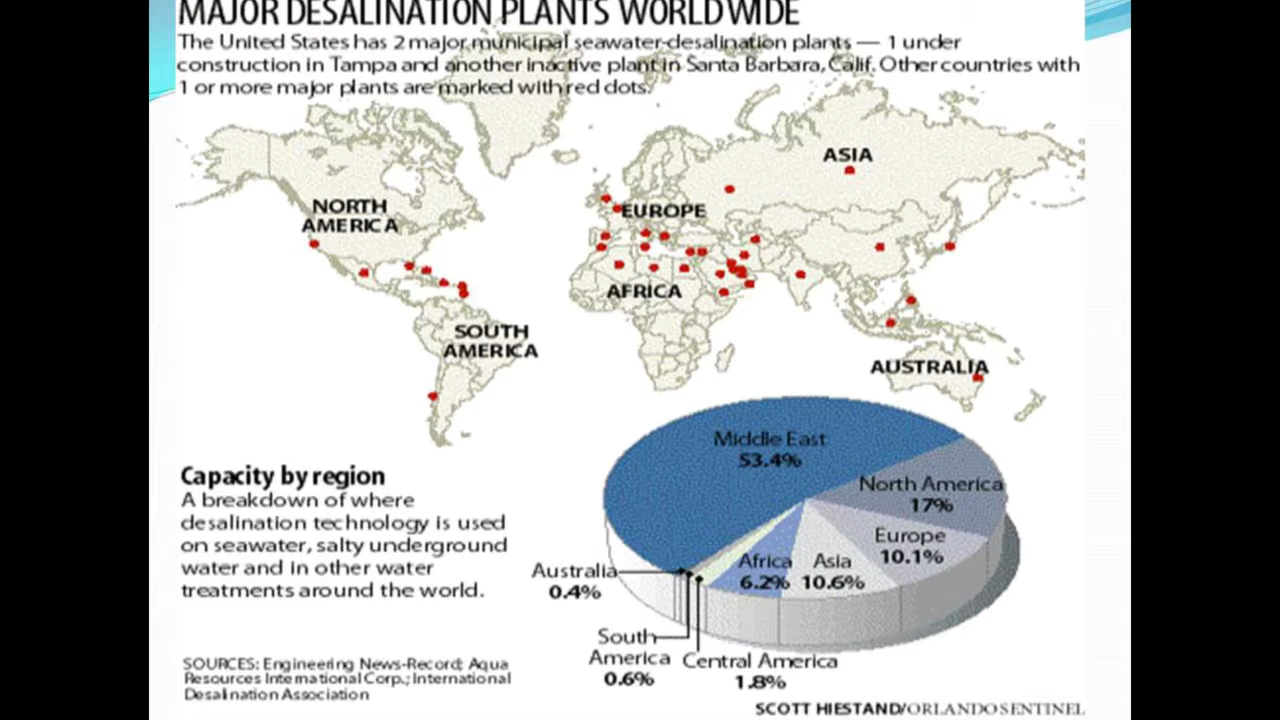 MAJOR DESALINATION PLANTS WORLDWIDE
The United States has 2 major municipal seawater-desalination plants — 1 under
construction in Tampa and another inactive plant in Santa Barbara, Calif. Other countries with
1 or more major plants are marked with red dots.
ASIA
NORTH
AMERICA
EUROPE
AFRICA
SOUTH
AMERICA
AUSTRALIA
Capacity by region
A breakdown of where
desalination technology is used
on seawater, salty underground
water and in other water
treatments around the world.
Middle East
53.4%
North America
17%
Europe
10.1%
Asia
10.6%
Africa
6.2%
Australia
0.4%
South
America
0.6%
Central America
1.8%
SOURCES: Engineering News-Record; Aqua
Resources International Corp.; International
Desalination Association
SCOTT HIESTAND/ORLANDO SENTINEL